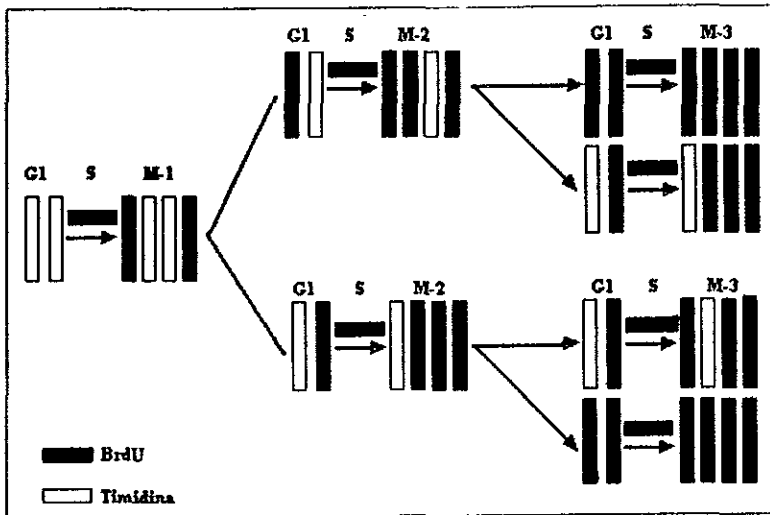 G1 S M-2
G1 S M-3
G1 S M-1
G1 S M-2
G1 S M-3
BrdU
Timidina